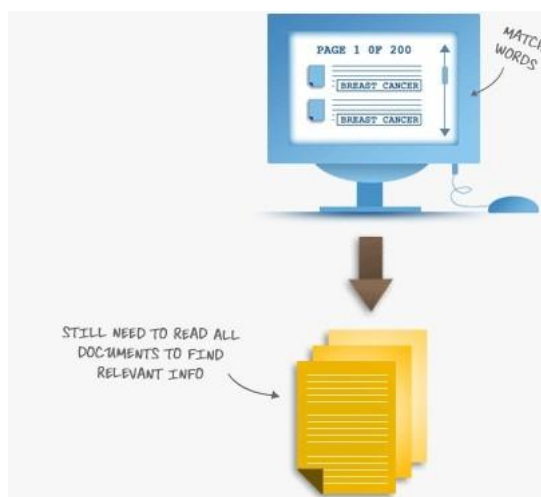 MATCH
WORDS
PAGE 1 OF 200
BREAST CANCER
BREAST CANCER
STILL NEED TO READ ALL
DOCUMENTS TO FIND
RELEVANT INFO